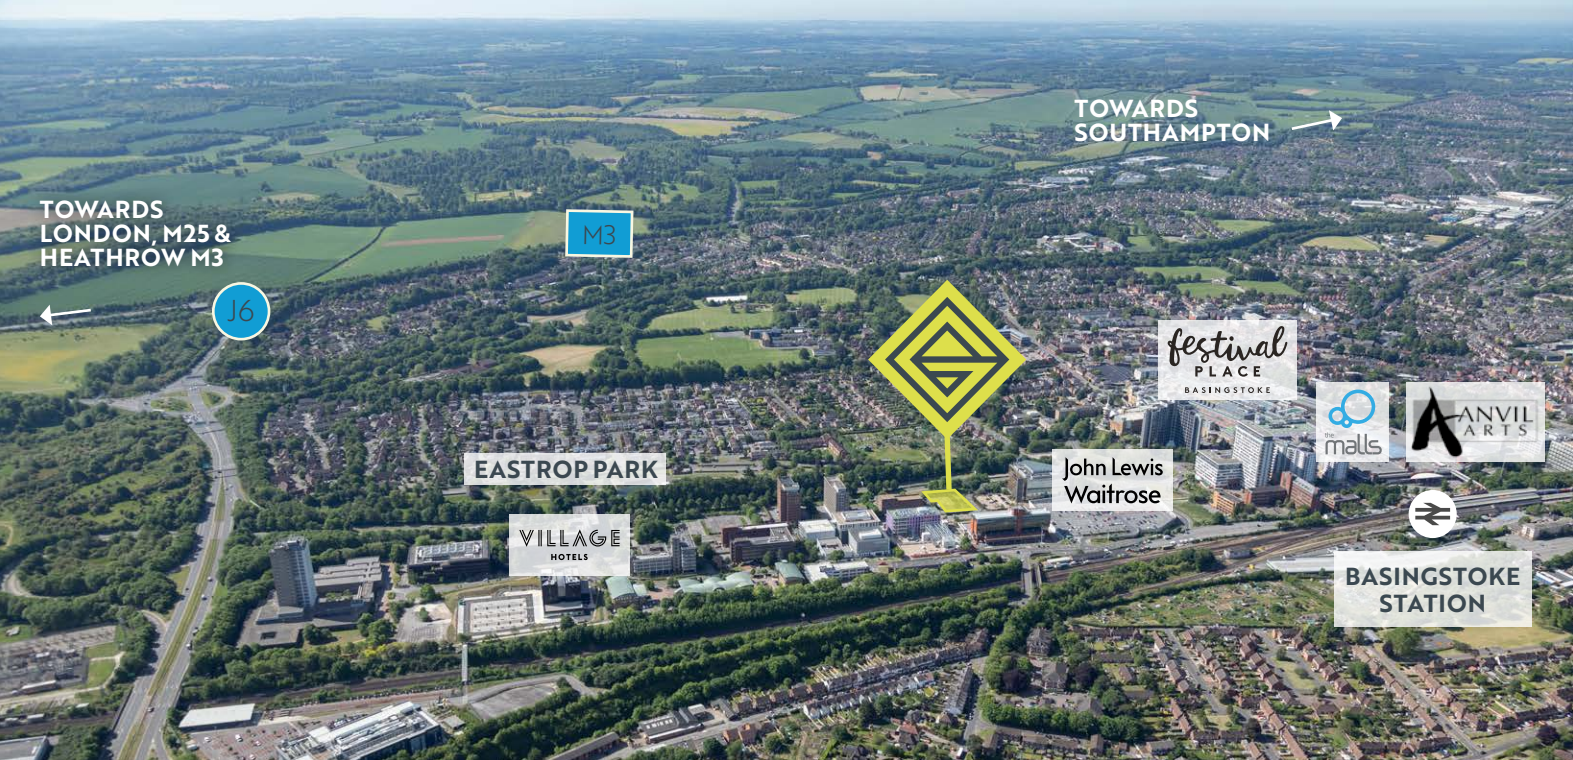 TOWARDS
SOUTHAMPTON
TOWARDS
LONDON, M25 &
HEATHROW M3
M3
J6
festival
PLACE
BASINGSTOKE
the
malls
ANVIL
ARTS
EASTROP PARK
John Lewis
Waitrose
VILLAGE
HOTELS
BASINGSTOKE
STATION